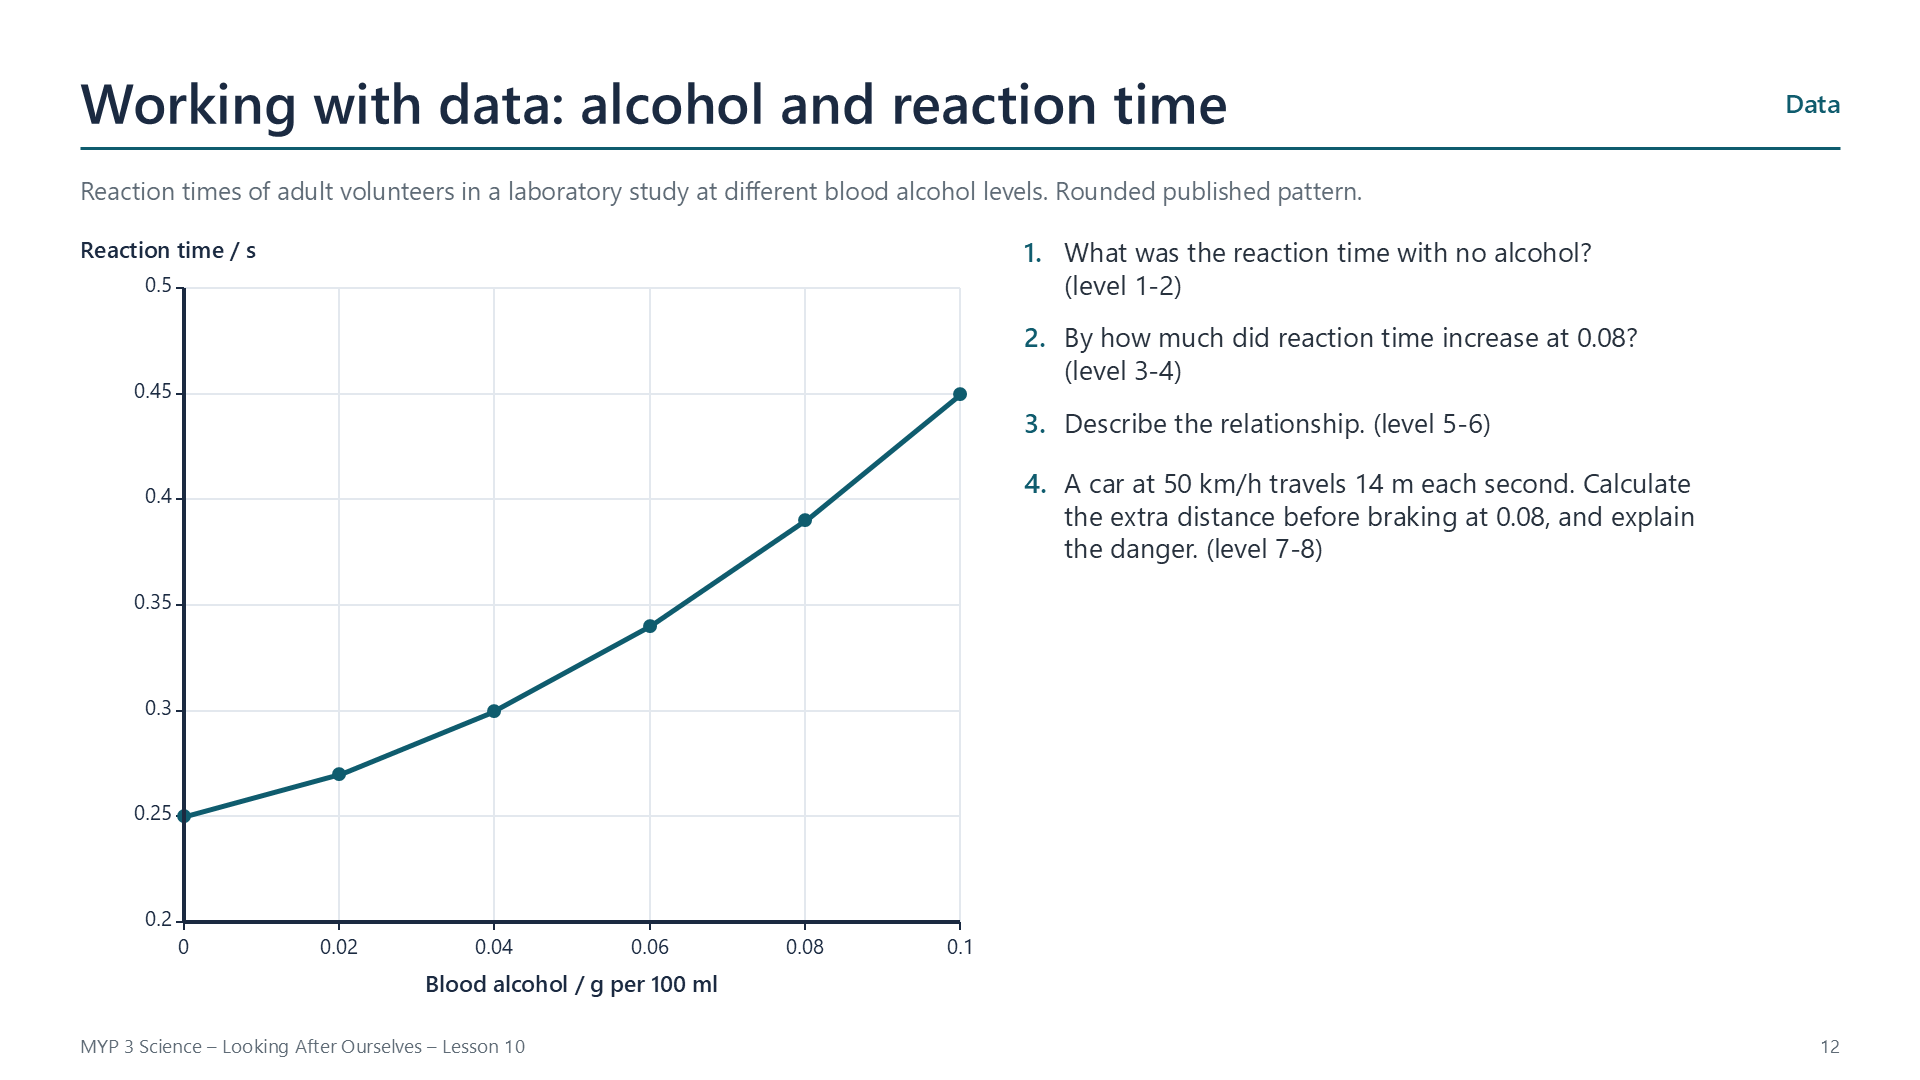 Working with data: alcohol and reaction time
Data
Reaction times of adult volunteers in a laboratory study at different blood alcohol levels. Rounded published pattern.
Reaction time / s
0.5
0.45
0.4
0.35
0.3
0.25
0.2
0 0.02 0.04 0.06 0.08 0.1
Blood alcohol / g per 100 ml
1. What was the reaction time with no alcohol?
(level 1-2)
2. By how much did reaction time increase at 0.08?
(level 3-4)
3. Describe the relationship. (level 5-6)
4. A car at 50 km/h travels 14 m each second. Calculate
the extra distance before braking at 0.08, and explain
the danger. (level 7-8)
MYP 3 Science – Looking After Ourselves – Lesson 10
12